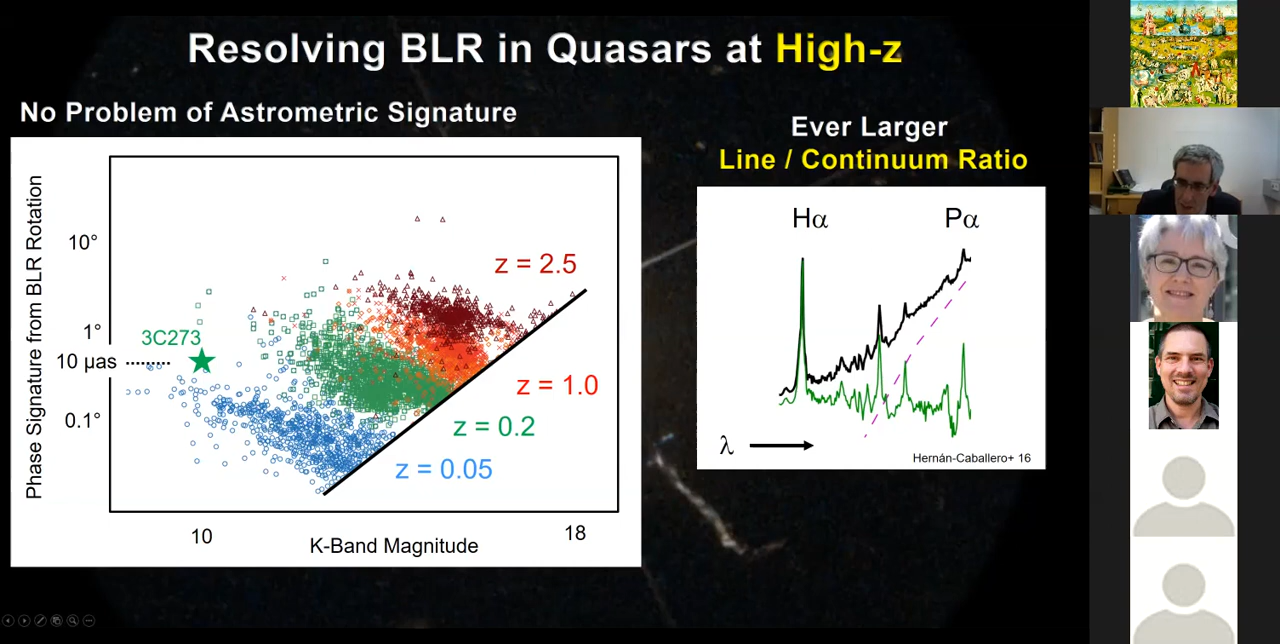 Resolving BLR in Quasars at High-z
No Problem of Astrometric Signature
Phase Signature from BLR Rotation
10°
1°
10 μas
0.1°
3C273
z = 2.5
z = 1.0
z = 0.2
z = 0.05
10
18
K-Band Magnitude
Ever Larger
Line / Continuum Ratio
Hα
Pα
λ
Hernán-Caballero+ 16